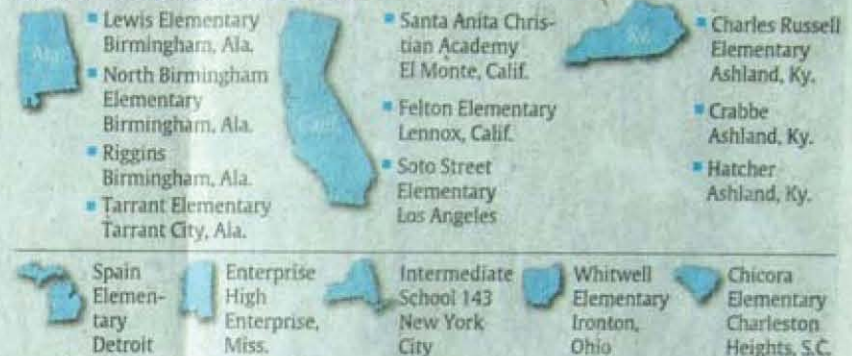 Ala.
Lewis Elementary
Birmingham, Ala.
North Birmingham
Elementary
Birmingham, Ala.
Riggins
Birmingham, Ala.
Tarrant Elementary
Tarrant City, Ala.
Calif.
Santa Anita Chris-
tian Academy
El Monte, Calif.
Felton Elementary
Lennox, Calif.
Soto Street
Elementary
Los Angeles
Ky.
Charles Russell
Elementary
Ashland, Ky.
Crabbe
Ashland, Ky.
Hatcher
Ashland, Ky.
Spain
Elemen-
tary
Detroit
Enterprise
High
Enterprise,
Miss.
Intermediate
School 143
New York
City
Whitwell
Elementary
Ironton,
Ohio
Chicora
Elementary
Charleston
Heights, S.C.